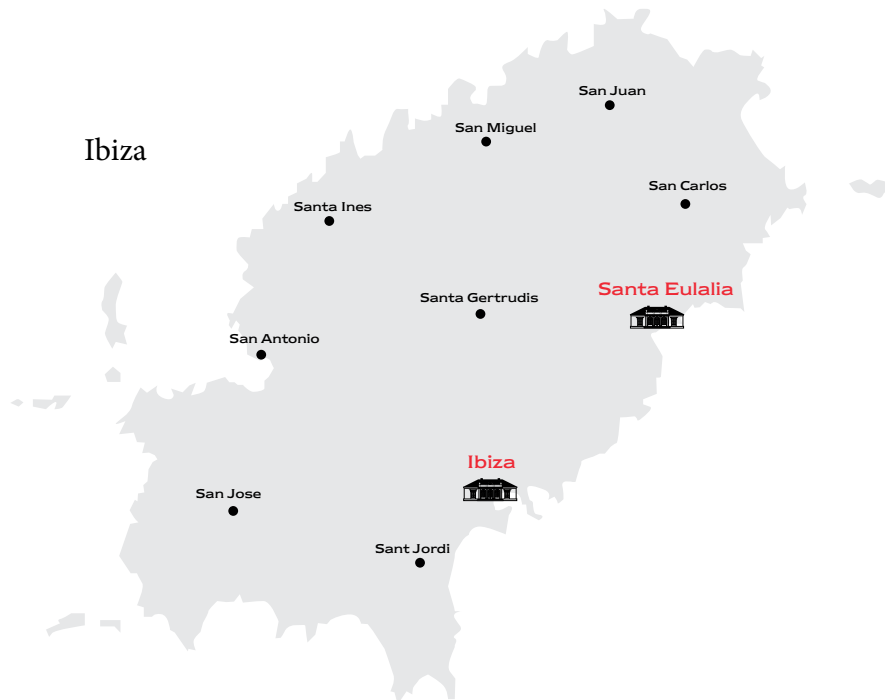 San Juan
San Miguel
Ibiza
San Carlos
Santa Ines
Santa Eulalia
Santa Gertrudis
San Antonio
Ibiza
San Jose
Sant Jordi